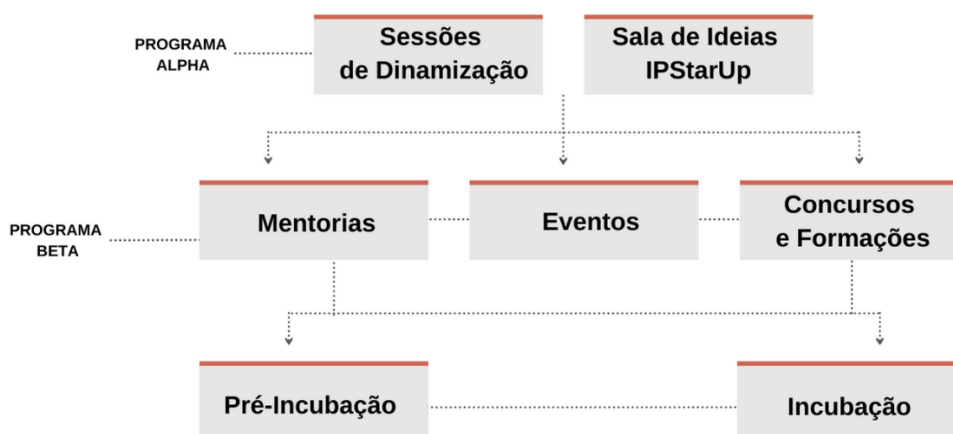 PROGRAMA
ALPHA
Sessões
de Dinamização
Sala de Ideias
IPStarUp
PROGRAMA
BETA
Mentorias
Eventos
Concursos
e Formações
Pré-Incubação
Incubação